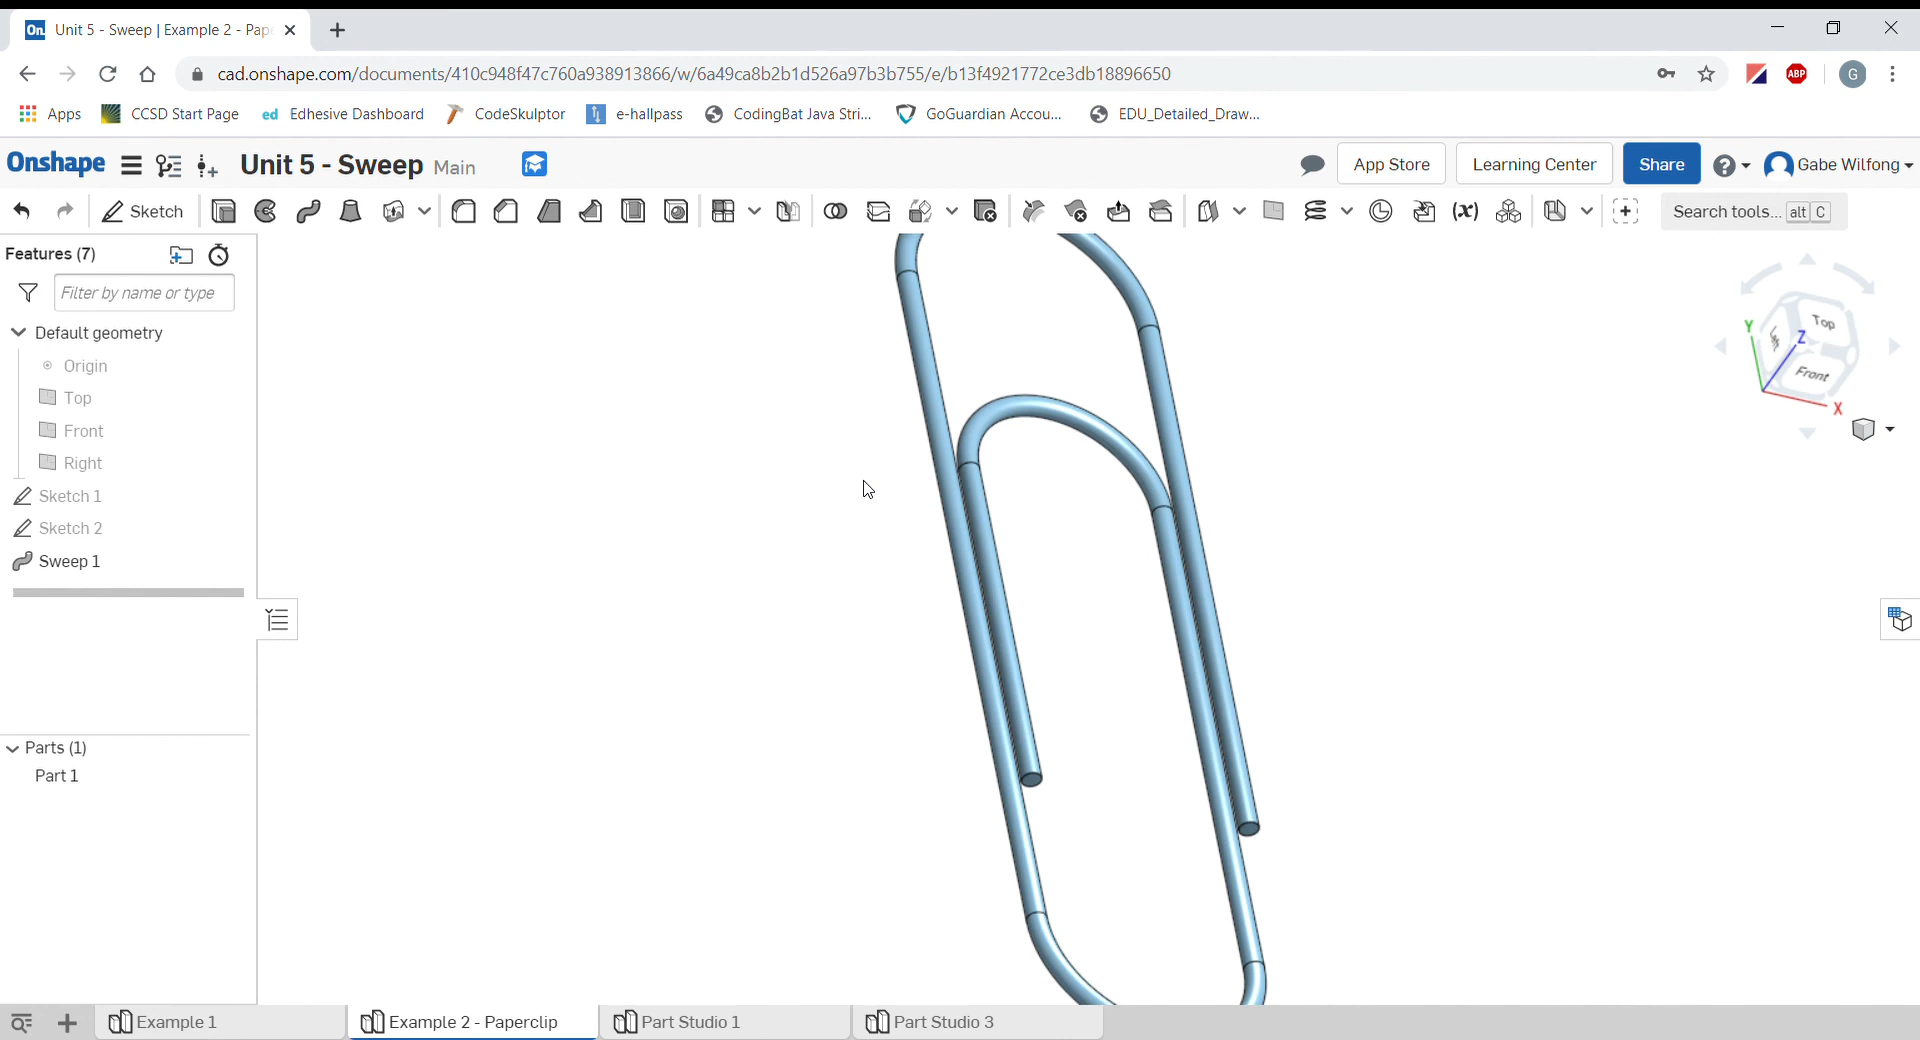 On Unit 5 - Sweep | Example 2 - Pap
cad.onshape.com/documents/410c948f47c760a938913866/w/6a49ca8b2b1d526a97b3b755/e/b13f4921772ce3db18896650 ABP G
Apps CCSD Start Page ed Edhesive Dashboard CodeSkulptor e-hallpass CodingBat Java Stri... GoGuardian Accou... EDU_Detailed_Draw...
Onshape Unit 5 - Sweep Main App Store Learning Center Share Gabe Wilfong
Sketch (x) Search tools... alt C
Features (7)
Filter by name or type
Default geometry
Origin
Top
Front
Right
Sketch 1
Sketch 2
Sweep 1
Top
Y Z
Front
X
Parts (1)
Part 1
Example 1 Example 2 - Paperclip Part Studio 1 Part Studio 3